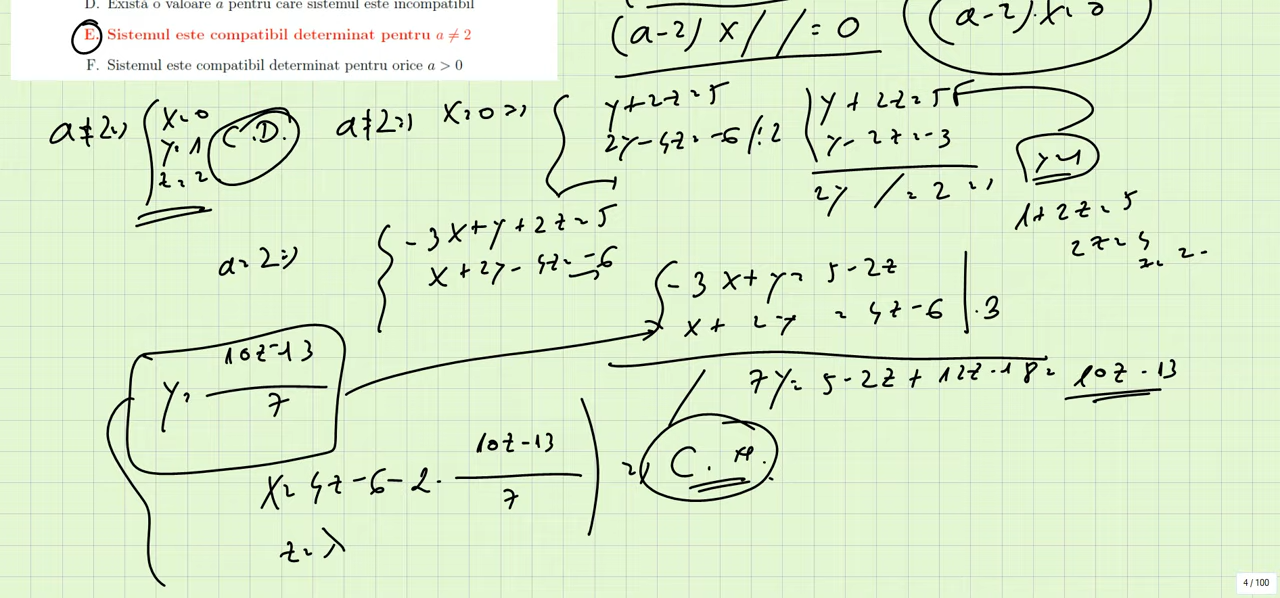 D. Există o valoare a pentru care sistemul este incompatibil
E. Sistemul este compatibil determinat pentru a ≠ 2
F. Sistemul este compatibil determinat pentru orice a > 0
(a-2) x / / = 0
(a-2)·x = 0
a≠2 => { x=0
y=1
z=2
C.D.
a≠2 => x=0 => { y+2z=5
2y-4z=-6 /:2
y+2z=5
y-2z=-3
2y / = 2 =>
y=1
1+2z=5
2z=4
z=2
a=2 => { -3x+y+2z=5
x+2y-4z=-6
{ -3x+y=5-2z
x+2y=4z-6 | ·3
/ 7y=5-2z+12z-18=10z-13
y=\frac{10z-13}{7}
x=4z-6-2·\frac{10z-13}{7}
z=λ
=> C.N.
4 / 100